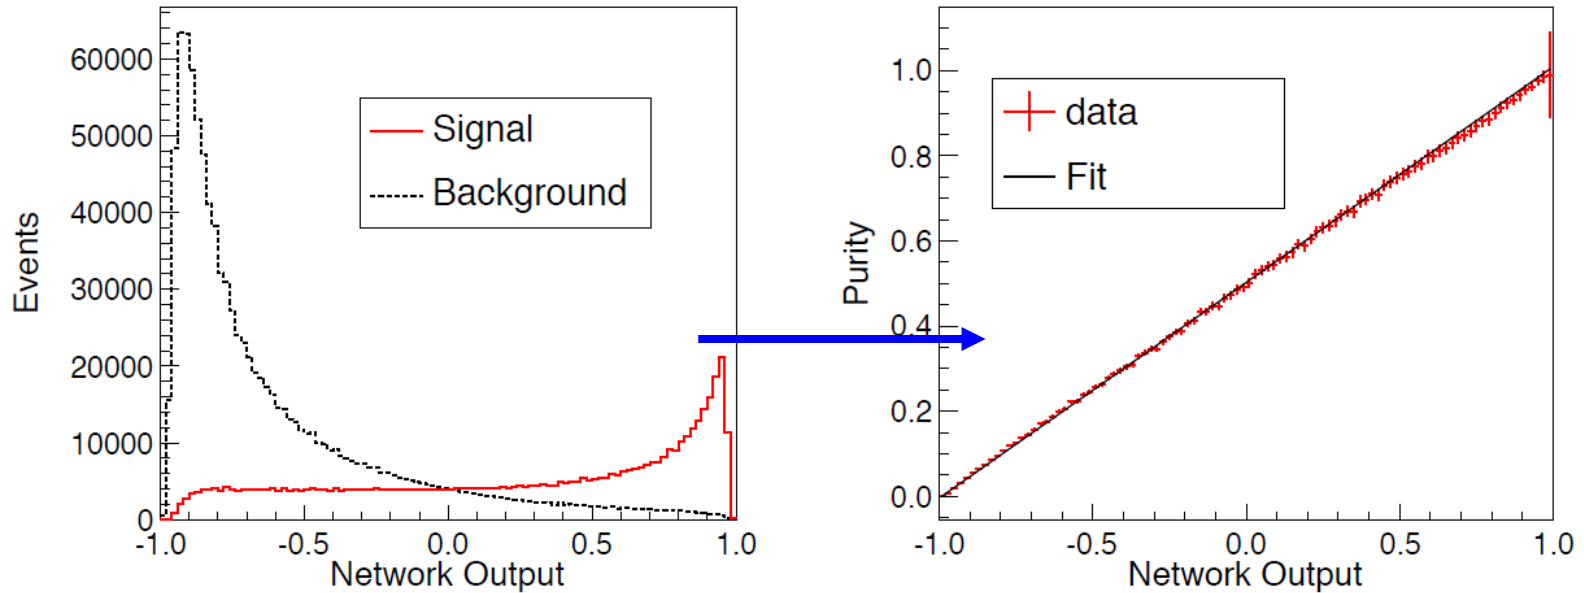 60000
50000
40000
30000
20000
10000
0
Events
Signal
Background
-1.0 -0.5 0.0 0.5 1.0
Network Output
1.0
0.8
0.6
0.4
0.2
0.0
Purity
data
Fit
-1.0 -0.5 0.0 0.5 1.0
Network Output